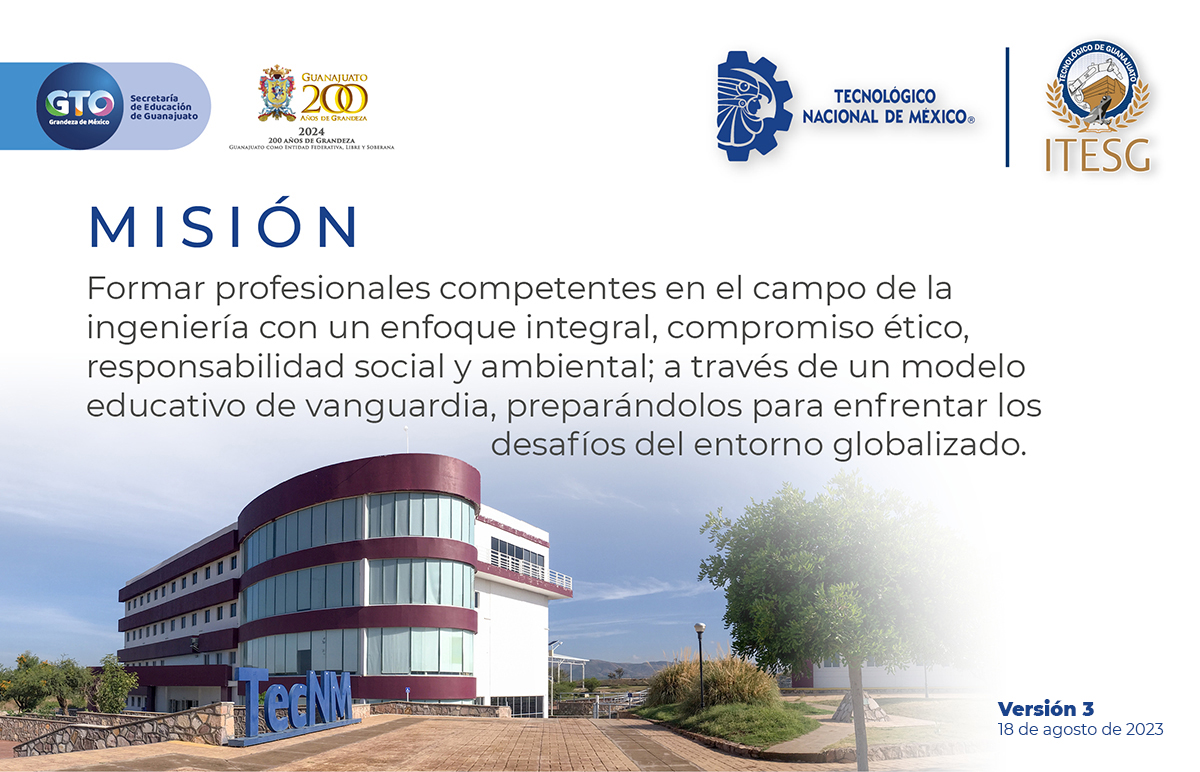 GTO
Grandeza de México
Secretaría
de Educación
de Guanajuato
GUANAJUATO
200
AÑOS DE GRANDEZA
2024
200 AÑOS DE GRANDEZA
GUANAJUATO COMO ENTIDAD FEDERATIVA, LIBRE Y SOBERANA
TECNOLÓGICO
NACIONAL DE MÉXICO®
TECNOLÓGICO DE GUANAJUATO
ITESG
MISIÓN
Formar profesionales competentes en el campo de la
ingeniería con un enfoque integral, compromiso ético,
responsabilidad social y ambiental; a través de un modelo
educativo de vanguardia, preparándolos para enfrentar los
desafíos del entorno globalizado.
TecNM
Versión 3
18 de agosto de 2023